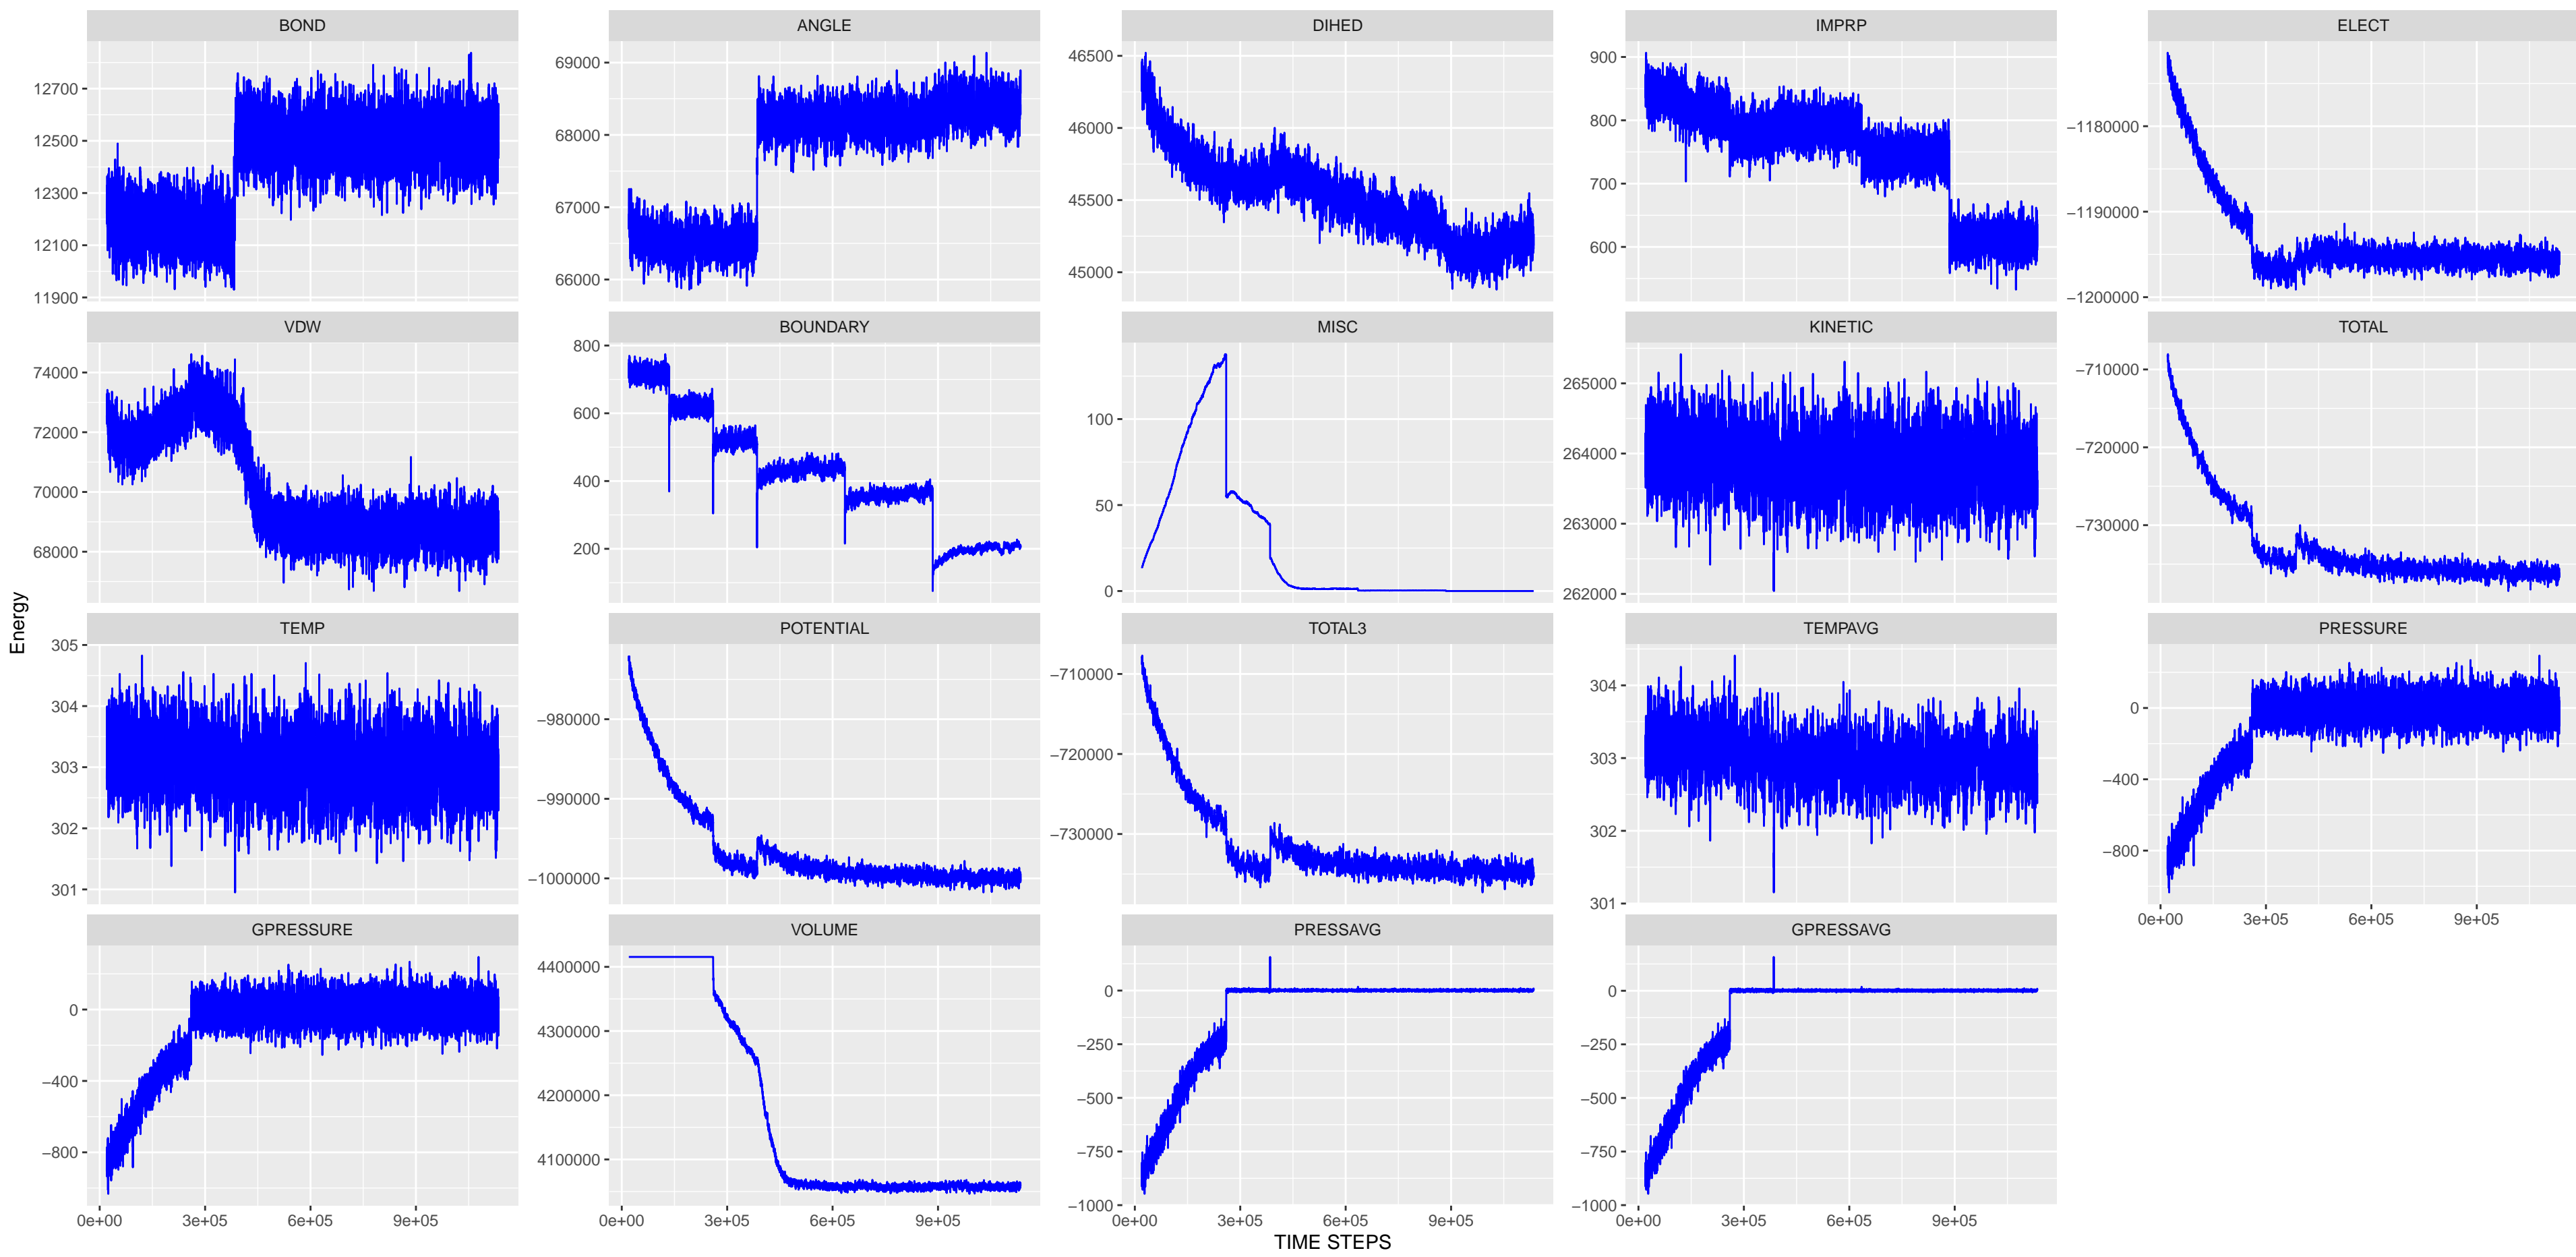 BOND
ANGLE
DIHED
IMPRP
ELECT
12700
12500
12300
12100
11900
69000
68000
67000
66000
46500
46000
45500
45000
900
800
700
600
−1180000
−1190000
−1200000
VDW
BOUNDARY
MISC
KINETIC
TOTAL
74000
72000
70000
68000
800
600
400
200
100
50
0
265000
264000
263000
262000
−710000
−720000
−730000
Energy
TEMP
POTENTIAL
TOTAL3
TEMPAVG
PRESSURE
305
304
303
302
301
−980000
−990000
−1000000
−710000
−720000
−730000
304
303
302
301
0
−400
−800
0e+00 3e+05 6e+05 9e+05
GPRESSURE
VOLUME
PRESSAVG
GPRESSAVG
0
−400
−800
4400000
4300000
4200000
4100000
0
−250
−500
−750
−1000
0
−250
−500
−750
−1000
0e+00 3e+05 6e+05 9e+05
0e+00 3e+05 6e+05 9e+05
0e+00 3e+05 6e+05 9e+05
0e+00 3e+05 6e+05 9e+05
TIME STEPS